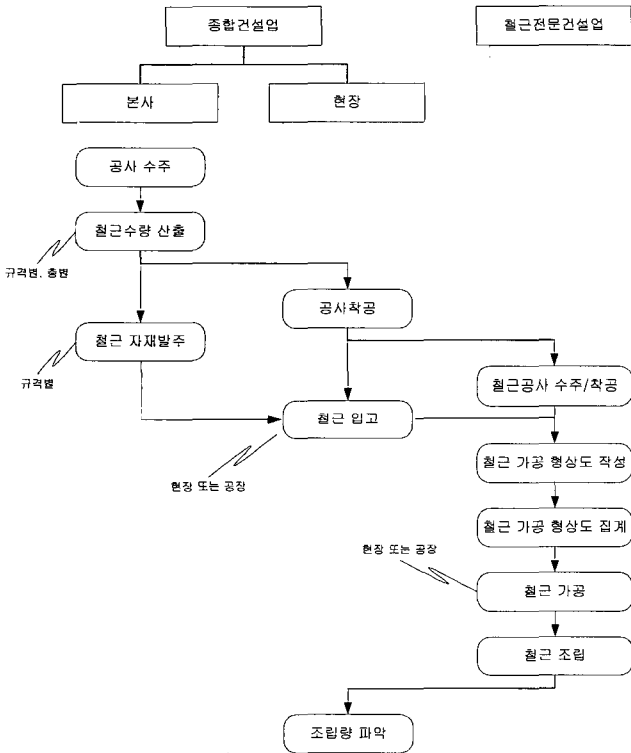 종합건설업
철근전문건설업
본사
현장
공사 수주
철근수량 산출
규격별, 층별
공사착공
철근 자재발주
규격별
철근공사 수주/착공
철근 입고
현장 또는 공장
철근 가공 형상도 작성
철근 가공 형상도 집계
현장 또는 공장
철근 가공
철근 조립
조립량 파악